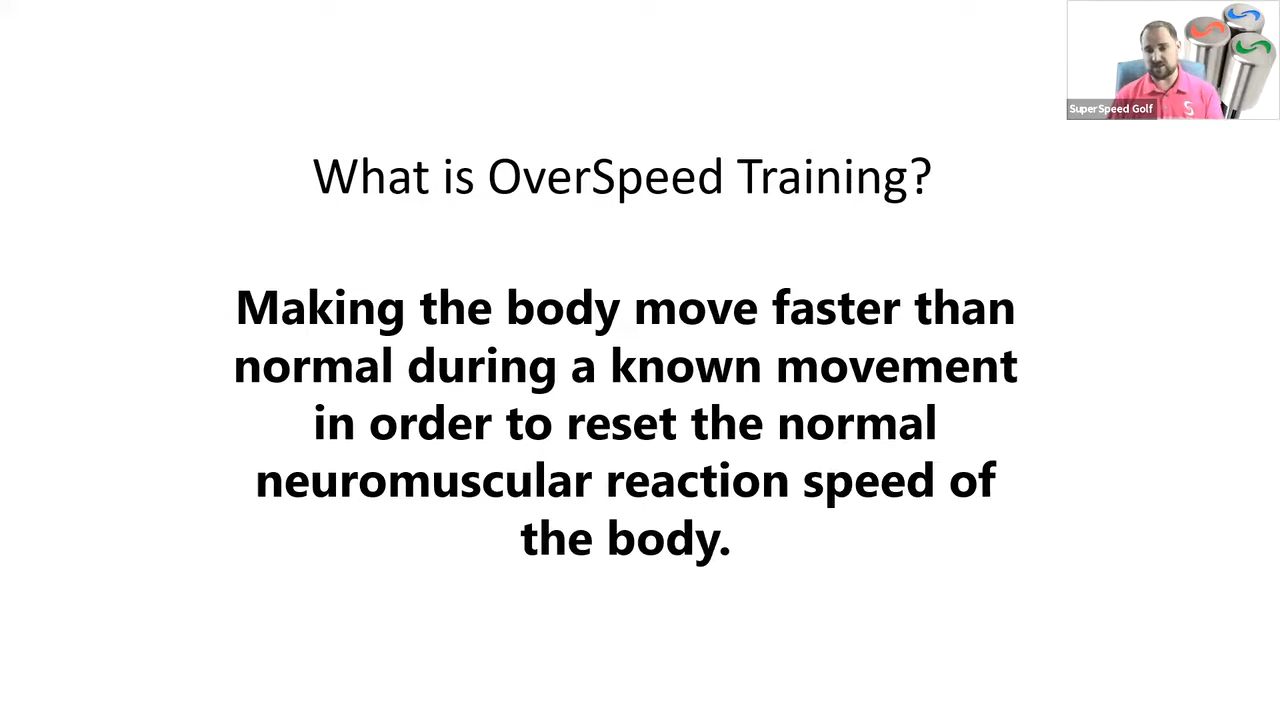 SuperSpeed Golf
What is OverSpeed Training?
Making the body move faster than
normal during a known movement
in order to reset the normal
neuromuscular reaction speed of
the body.